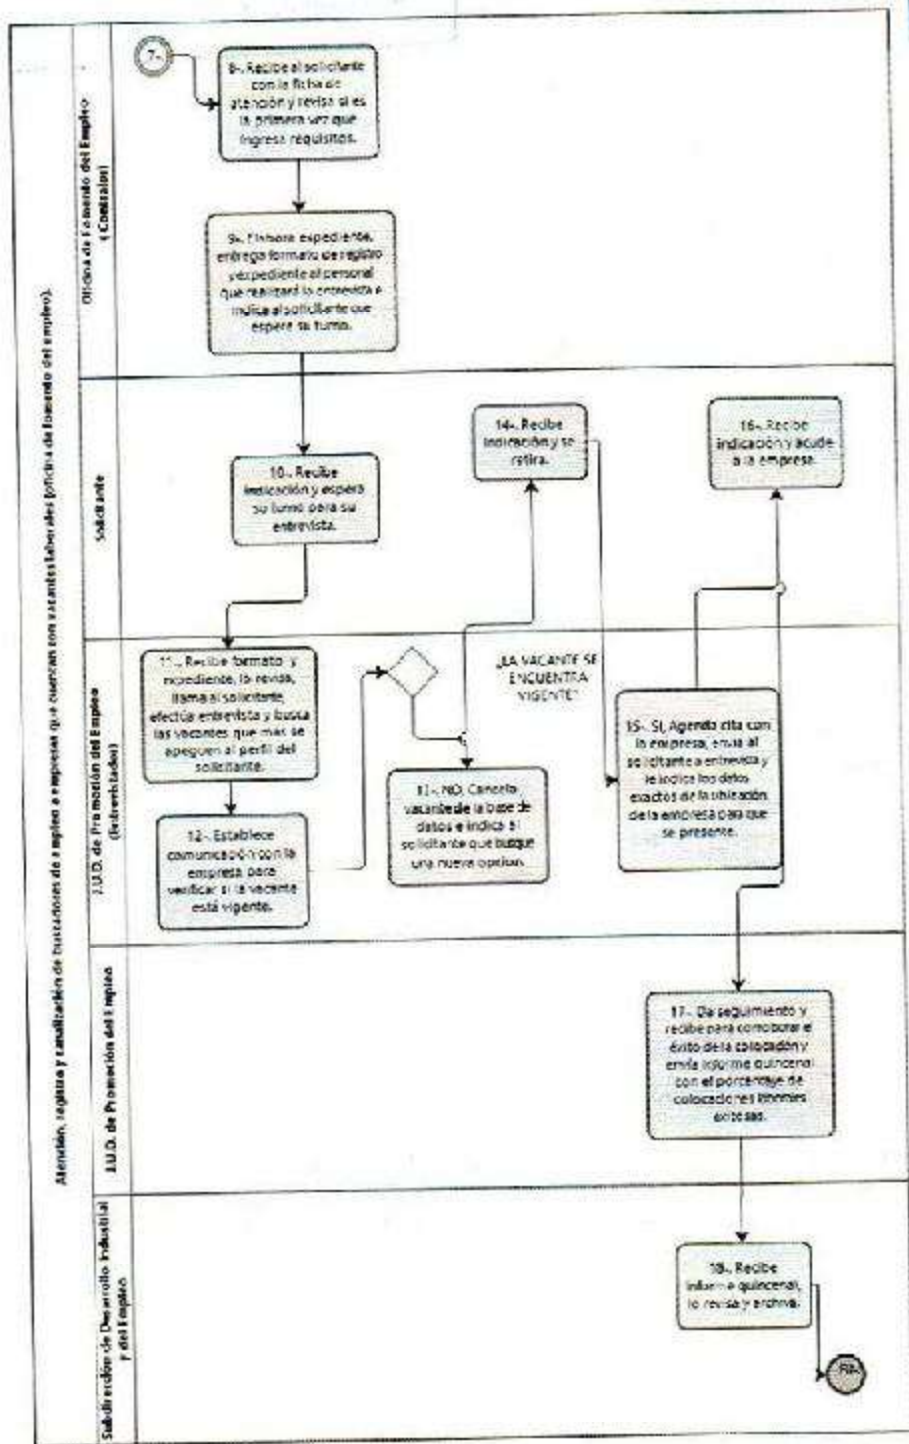 Atención, registro y canalización de buscadores de empleo a empresas que cuentan con vacantes laborales (oficina de fomento del empleo).
Oficina de Fomento del Empleo
7-.
8-. Recibe al solicitante
con la ficha de
atención y revisa si es
la primera vez que
ingresa requisitos.
9-. Elabora expediente,
entrega formato de registro
y expediente al personal
que realizará la entrevista e
indica al solicitante que
espere su turno.
Solicitante
10-. Recibe
indicación y espera
su turno para su
entrevista.
14-. Recibe
indicación y se
retira.
16-. Recibe
indicación y acude
a la empresa.
J.U.D. de Promoción del Empleo
(Entrevistador)
11-. Recibe formato y
expediente, lo revisa,
llama al solicitante,
efectúa entrevista y busca
las vacantes que más se
apeguen al perfil del
solicitante.
12-. Establece
comunicación con la
empresa para
verificar si la vacante
está vigente.
13-. NO, Cancela
vacante de la base de
datos e indica al
solicitante que busque
una nueva opción.
¿LA VACANTE SE
ENCUENTRA
VIGENTE?
15-. SI, Agenda cita con
la empresa, envía al
solicitante a entrevista y
le indica los datos
exactos de la ubicación
de la empresa para que
se presente.
J.U.D. de Promoción del Empleo
17-. Da seguimiento y
recibe para corroborar el
éxito de la colocación y
envía informe quincenal
con el porcentaje de
colocaciones laborales
exitosas.
Subdirección de Desarrollo Industrial
y del Empleo
18-. Recibe
informe quincenal,
lo revisa y archiva.